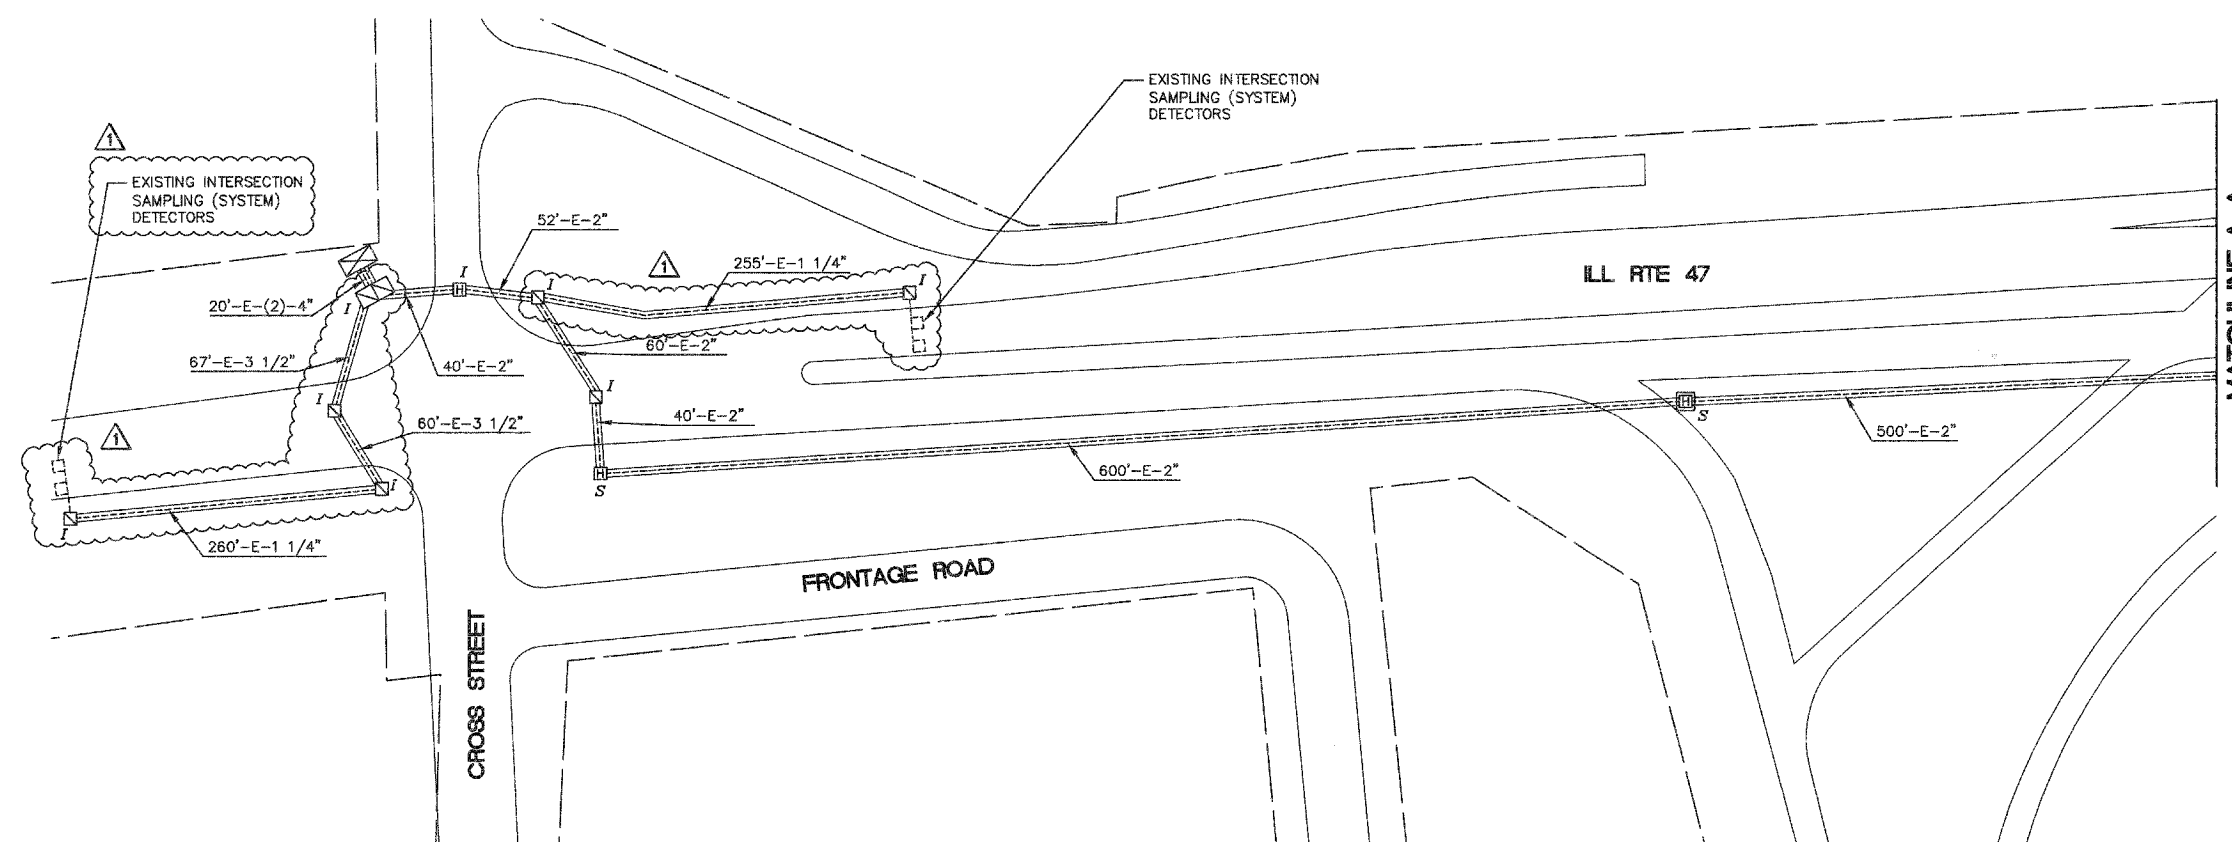 EXISTING INTERSECTION
SAMPLING (SYSTEM)
DETECTORS
1
EXISTING INTERSECTION
SAMPLING (SYSTEM)
DETECTORS
52'-E-2"
I
1
255'-E-1 1/4"
I
I
ILL RTE 47
20'-E-(2)-4"
I
60'-E-2"
67'-E-3 1/2"
40'-E-2"
I
I
H
S
60'-E-3 1/2"
40'-E-2"
500'-E-2"
1
600'-E-2"
I
H
S
I
260'-E-1 1/4"
FRONTAGE ROAD
CROSS STREET
H